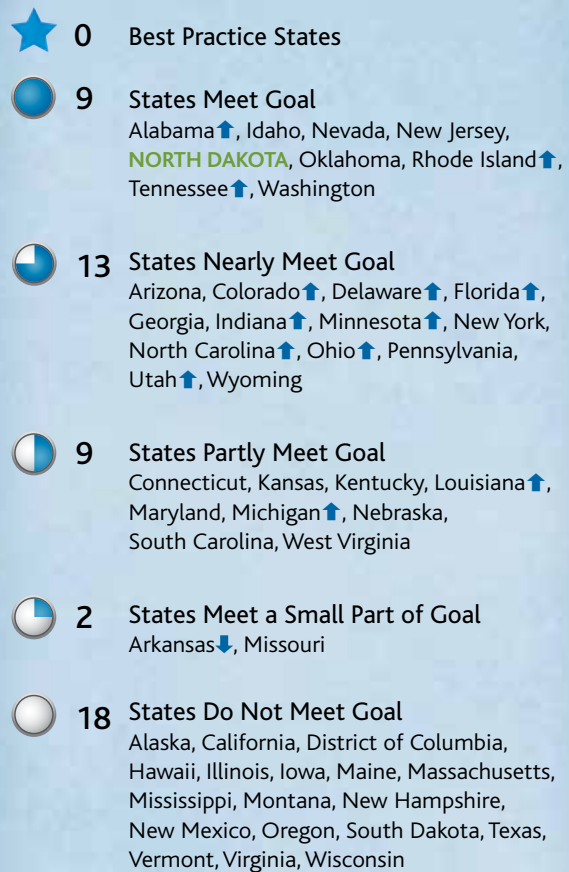 0 Best Practice States
9 States Meet Goal
Alabama⬆, Idaho, Nevada, New Jersey,
NORTH DAKOTA, Oklahoma, Rhode Island⬆,
Tennessee⬆, Washington
13 States Nearly Meet Goal
Arizona, Colorado⬆, Delaware⬆, Florida⬆,
Georgia, Indiana⬆, Minnesota⬆, New York,
North Carolina⬆, Ohio⬆, Pennsylvania,
Utah⬆, Wyoming
9 States Partly Meet Goal
Connecticut, Kansas, Kentucky, Louisiana⬆,
Maryland, Michigan⬆, Nebraska,
South Carolina, West Virginia
2 States Meet a Small Part of Goal
Arkansas⬇, Missouri
18 States Do Not Meet Goal
Alaska, California, District of Columbia,
Hawaii, Illinois, Iowa, Maine, Massachusetts,
Mississippi, Montana, New Hampshire,
New Mexico, Oregon, South Dakota, Texas,
Vermont, Virginia, Wisconsin